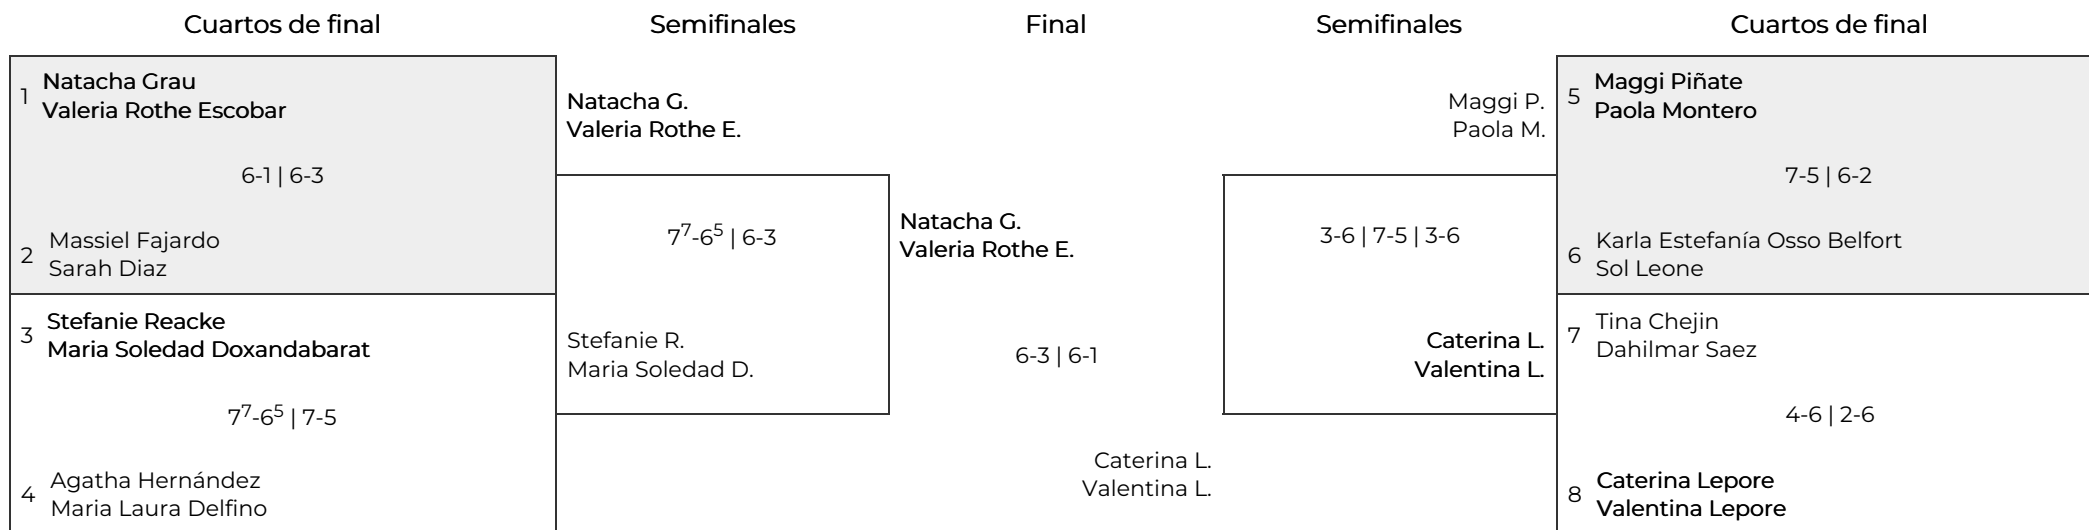 Cuartos de final
Semifinales
Final
Semifinales
Cuartos de final
1
Natacha Grau
Valeria Rothe Escobar
6-1 | 6-3
2
Massiel Fajardo
Sarah Diaz
3
Stefanie Reacke
Maria Soledad Doxandabarat
7⁷-6⁵ | 7-5
4
Agatha Hernández
Maria Laura Delfino
Natacha G.
Valeria Rothe E.
7⁷-6⁵ | 6-3
Stefanie R.
Maria Soledad D.
Natacha G.
Valeria Rothe E.
6-3 | 6-1
Caterina L.
Valentina L.
Maggi P.
Paola M.
3-6 | 7-5 | 3-6
Caterina L.
Valentina L.
5
Maggi Piñate
Paola Montero
7-5 | 6-2
6
Karla Estefanía Osso Belfort
Sol Leone
7
Tina Chejin
Dahilmar Saez
4-6 | 2-6
8
Caterina Lepore
Valentina Lepore